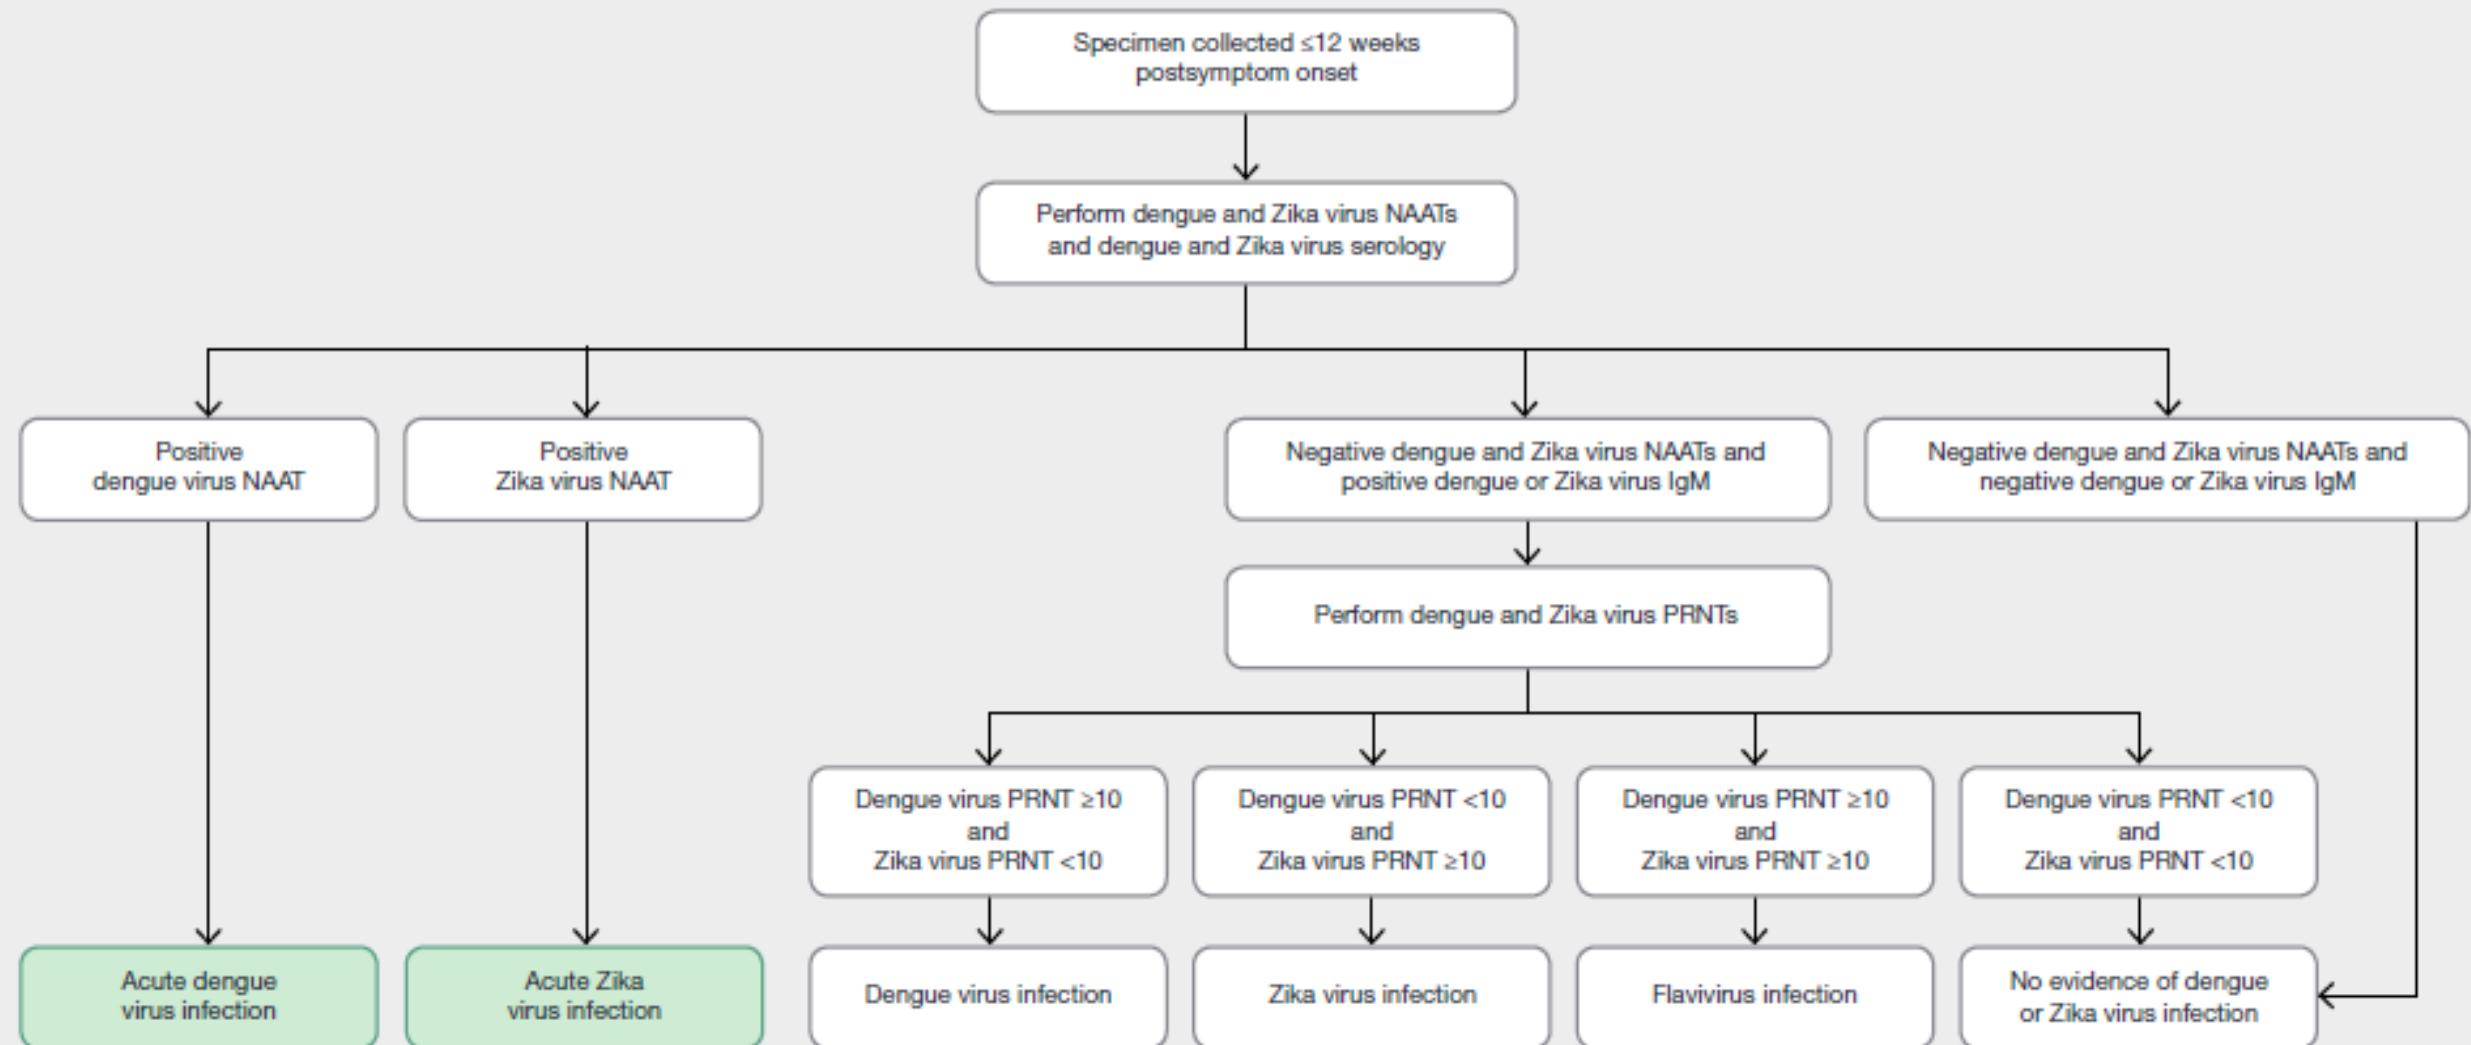 Specimen collected ≤12 weeks
postsymptom onset
Perform dengue and Zika virus NAATs
and dengue and Zika virus serology
Positive
dengue virus NAAT
Positive
Zika virus NAAT
Negative dengue and Zika virus NAATs and
positive dengue or Zika virus IgM
Negative dengue and Zika virus NAATs and
negative dengue or Zika virus IgM
Perform dengue and Zika virus PRNTs
Dengue virus PRNT ≥10
and
Zika virus PRNT <10
Dengue virus PRNT <10
and
Zika virus PRNT ≥10
Dengue virus PRNT ≥10
and
Zika virus PRNT ≥10
Dengue virus PRNT <10
and
Zika virus PRNT <10
Acute dengue
virus infection
Acute Zika
virus infection
Dengue virus infection
Zika virus infection
Flavivirus infection
No evidence of dengue
or Zika virus infection